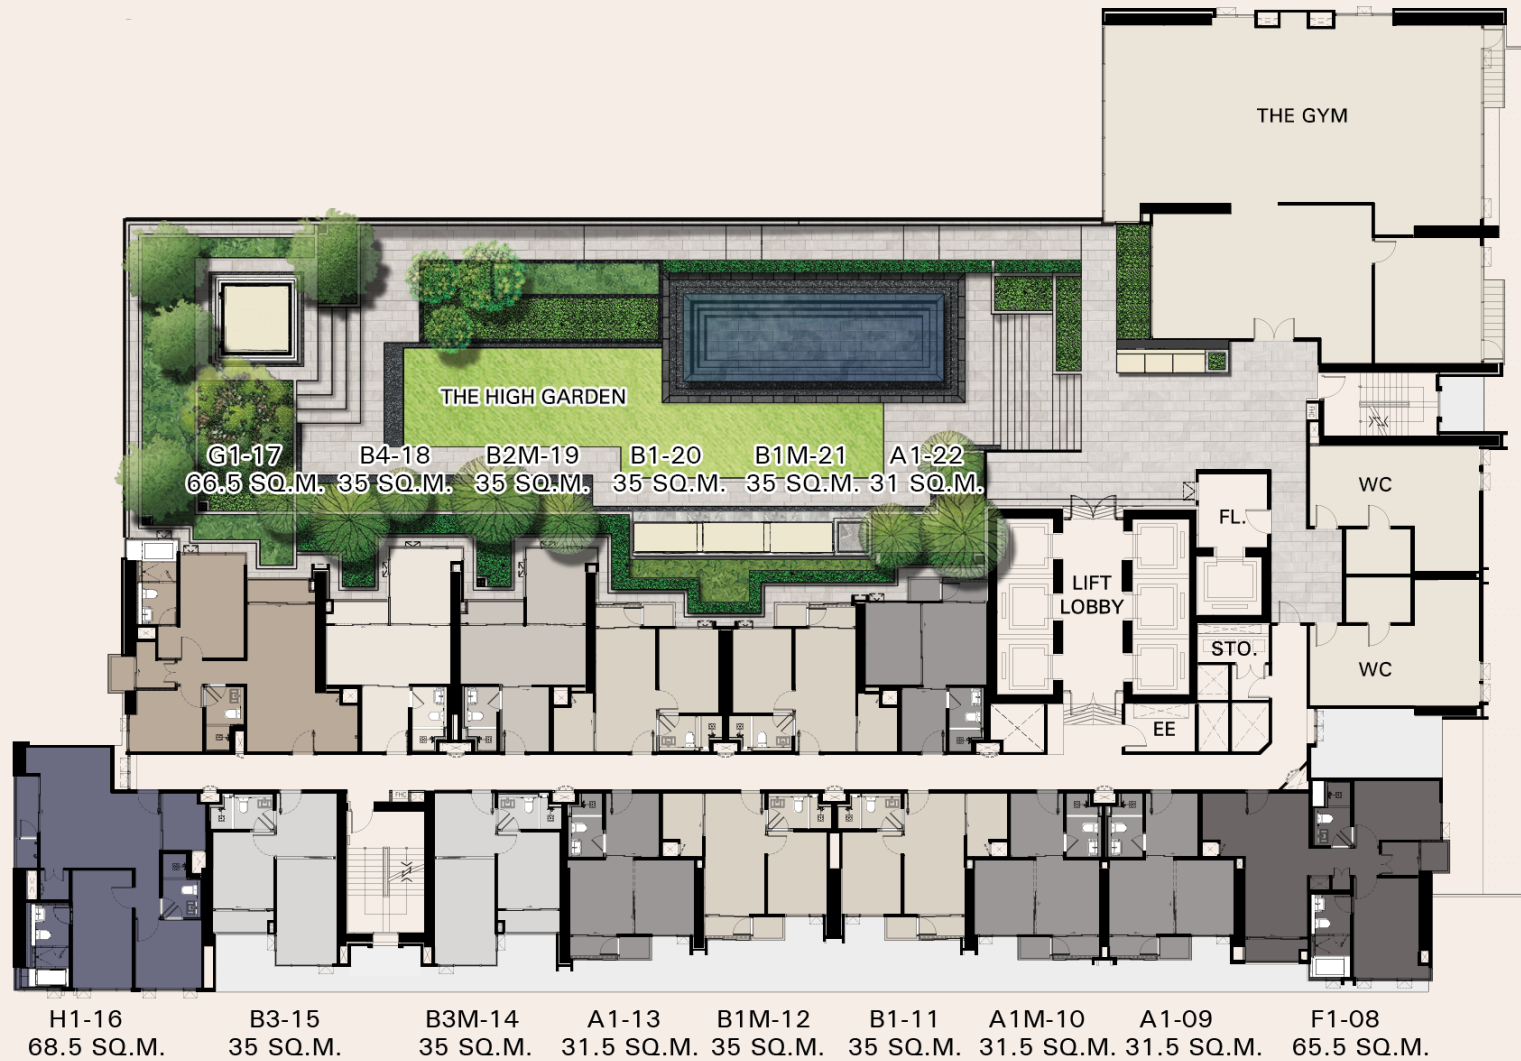 THE GYM
THE HIGH GARDEN
G1-17
66.5 SQ.M.
B4-18
35 SQ.M.
B2M-19
35 SQ.M.
B1-20
35 SQ.M.
B1M-21
35 SQ.M.
A1-22
31 SQ.M.
WC
FL.
LIFT
LOBBY
STO.
WC
EE
FHC
FHC
H1-16
68.5 SQ.M.
B3-15
35 SQ.M.
B3M-14
35 SQ.M.
A1-13
31.5 SQ.M.
B1M-12
35 SQ.M.
B1-11
35 SQ.M.
A1M-10
31.5 SQ.M.
A1-09
31.5 SQ.M.
F1-08
65.5 SQ.M.